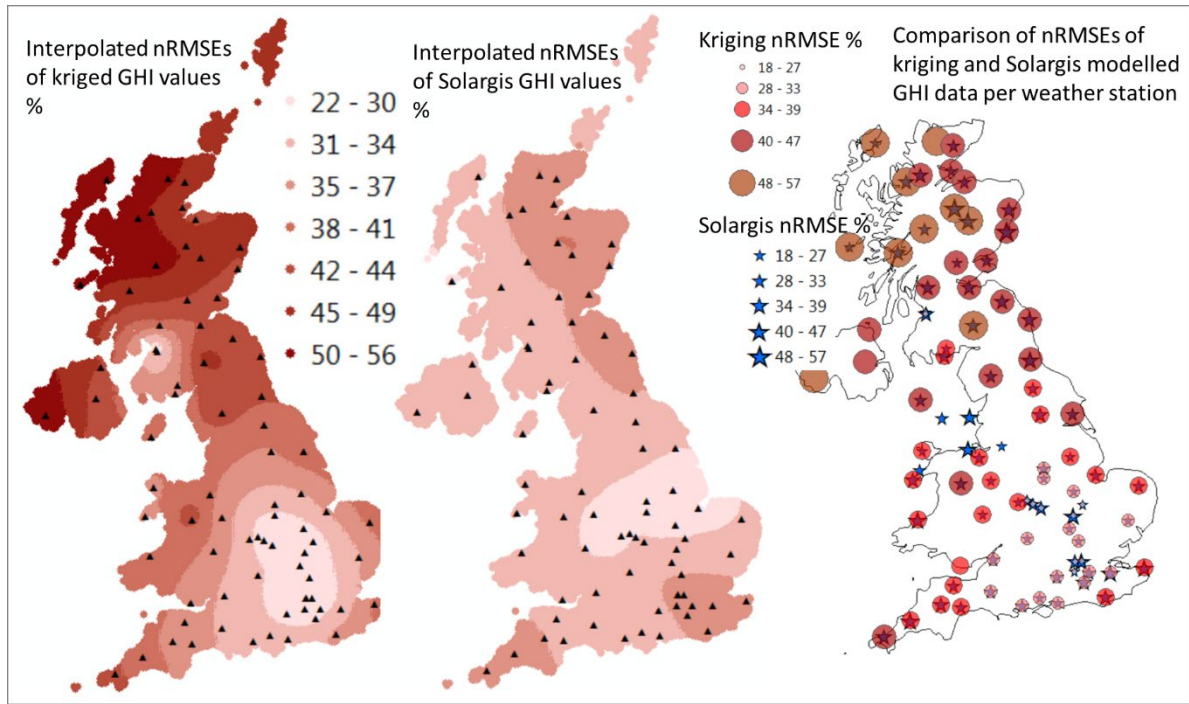 Interpolated nRMSEs
of kriged GHI values
%
22 - 30
31 - 34
35 - 37
38 - 41
42 - 44
45 - 49
50 - 56
Interpolated nRMSEs
of Solargis GHI values
%
Kriging nRMSE %
18 - 27
28 - 33
34 - 39
40 - 47
48 - 57
Solargis nRMSE %
18 - 27
28 - 33
34 - 39
40 - 47
48 - 57
Comparison of nRMSEs of
kriging and Solargis modelled
GHI data per weather station